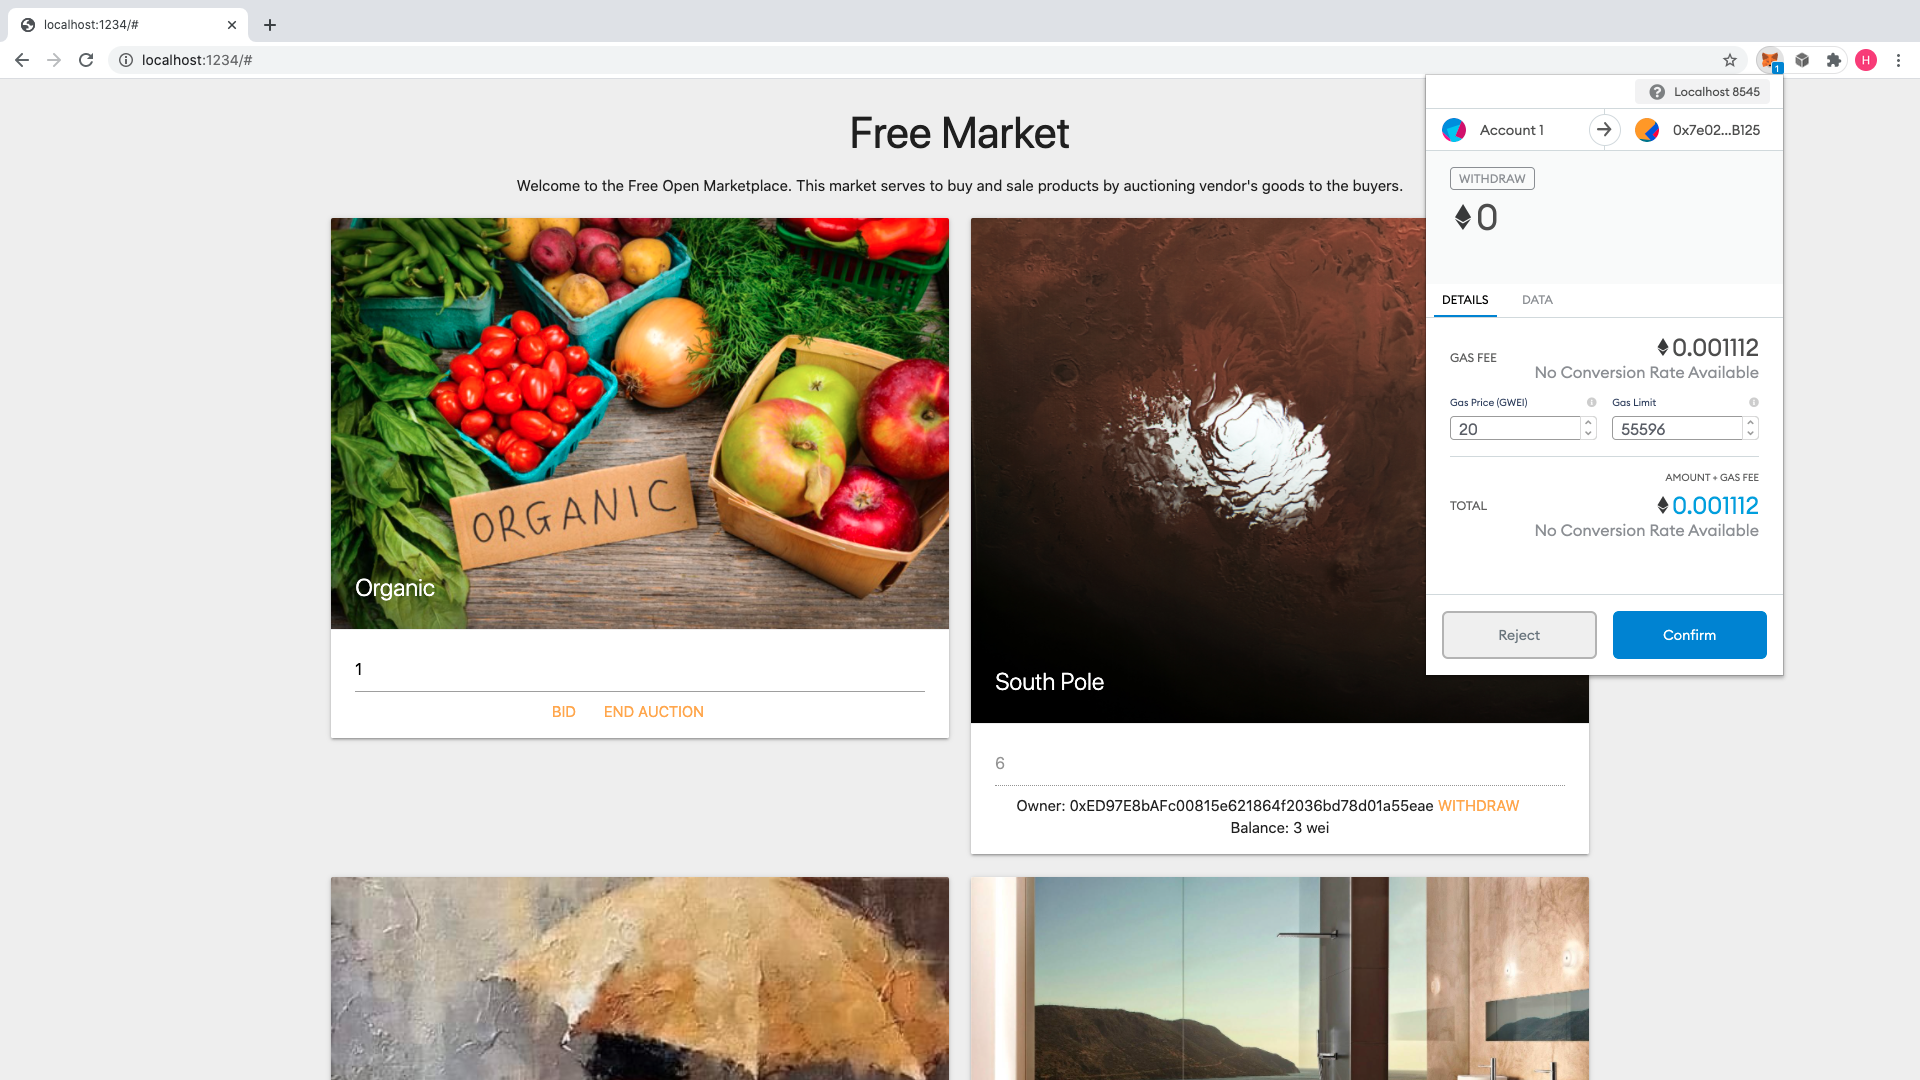 localhost:1234/#
localhost:1234/#
H
1
Localhost 8545
Account 1
0x7e02...B125
WITHDRAW
0
DETAILS
DATA
GAS FEE
0.001112
No Conversion Rate Available
Gas Price (GWEI)
Gas Limit
20
55596
AMOUNT + GAS FEE
TOTAL
0.001112
No Conversion Rate Available
Reject
Confirm
Free Market
Welcome to the Free Open Marketplace. This market serves to buy and sale products by auctioning vendor's goods to the buyers.
ORGANIC
Organic
1
BID
END AUCTION
South Pole
6
Owner: 0xED97E8bAFc00815e621864f2036bd78d01a55eae WITHDRAW
Balance: 3 wei